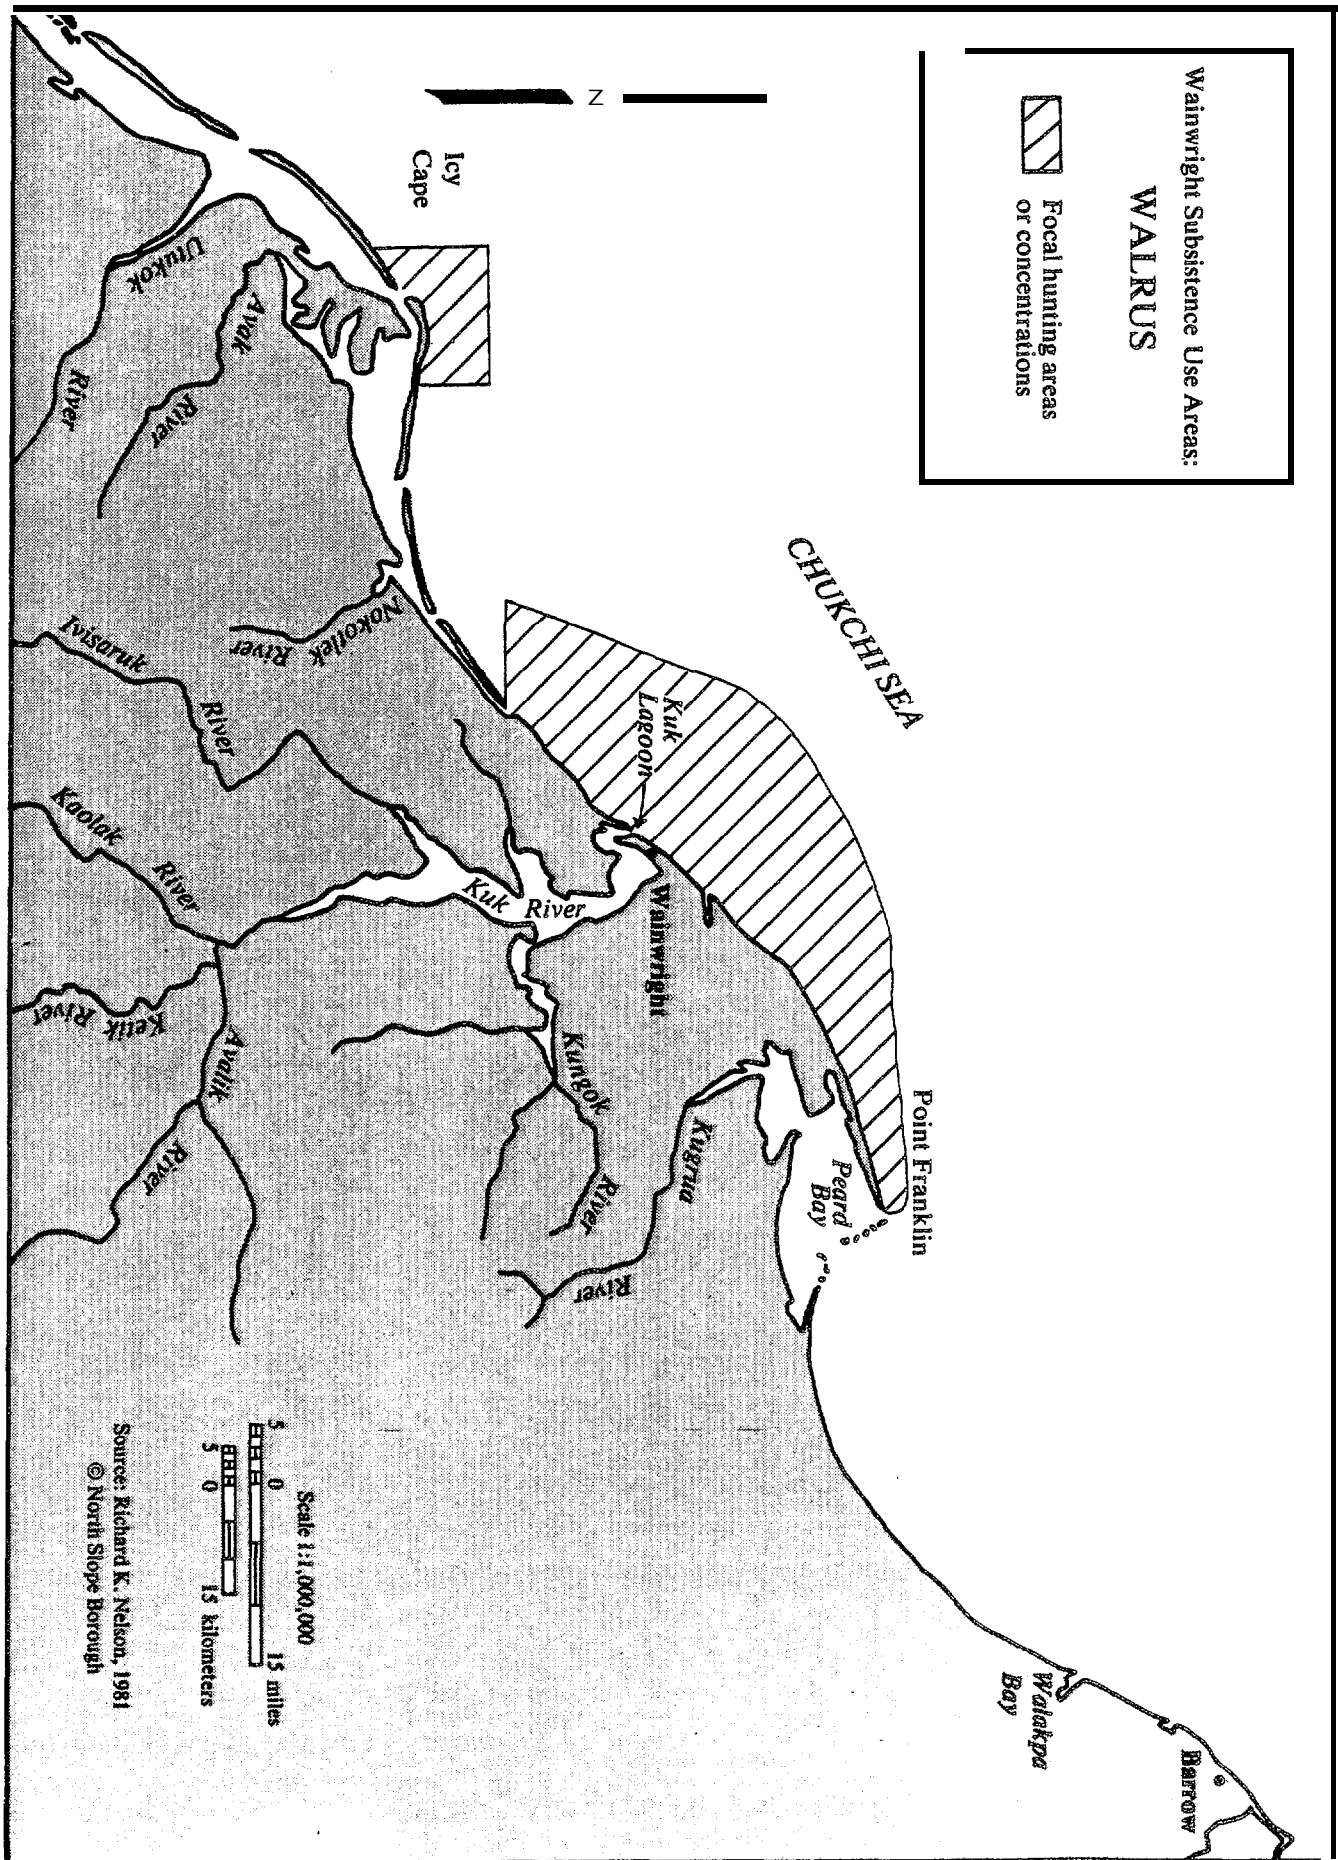 Wainwright Subsistence Use Areas:
WALRUS
Focal hunting areas
or concentrations
Z
Icy
Cape
CHUKCHI SEA
Kuk
Lagoon
Point Franklin
Peard
Bay
Walakpa
Bay
Barrow
Wainwright
Utukok
River
Avak
River
Nokotlek
River
Ivisaruk
River
Kaolak
River
Kuk River
Ketik River
Avalik
River
Kungok
River
Kugrua
River
Scale 1:1,000,000
5 0 15 miles
5 0 15 kilometers
Source: Richard K. Nelson, 1981
© North Slope Borough